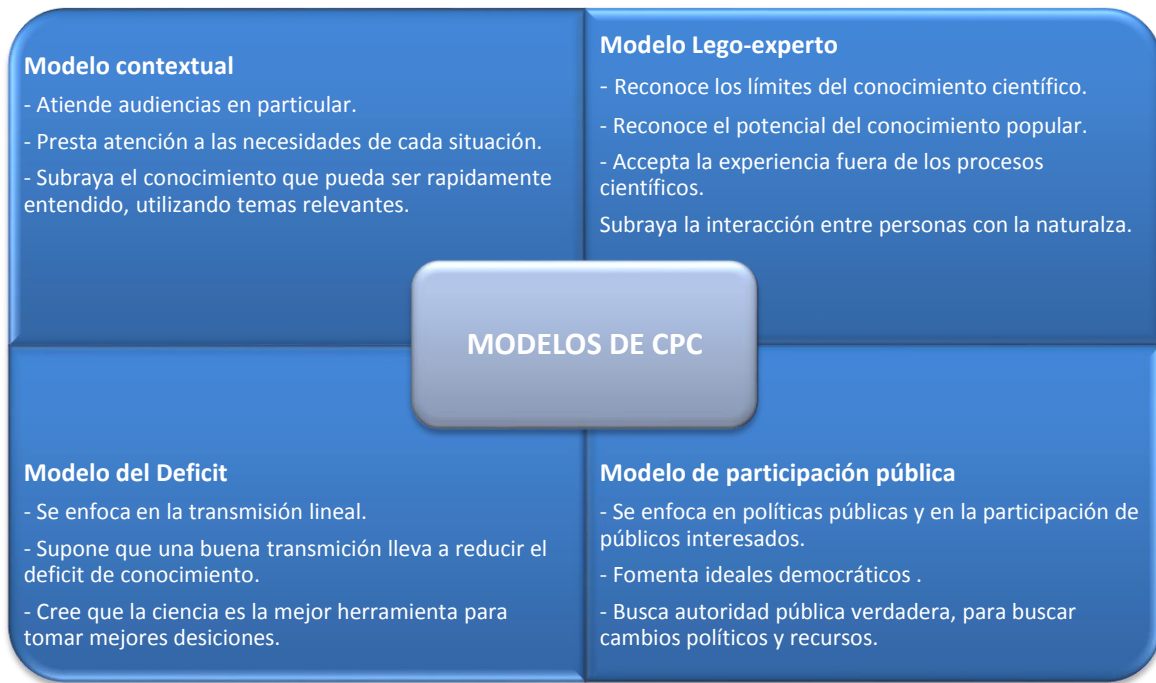 Modelo contextual
- Atiende audiencias en particular.
- Presta atención a las necesidades de cada situación.
- Subraya el conocimiento que pueda ser rapidamente
entendido, utilizando temas relevantes.
Modelo Lego-experto
- Reconoce los límites del conocimiento científico.
- Reconoce el potencial del conocimiento popular.
- Accepta la experiencia fuera de los procesos
científicos.
Subraya la interacción entre personas con la naturalza.
MODELOS DE CPC
Modelo del Deficit
- Se enfoca en la transmisión lineal.
- Supone que una buena transmición lleva a reducir el
deficit de conocimiento.
- Cree que la ciencia es la mejor herramienta para
tomar mejores desiciones.
Modelo de participación pública
- Se enfoca en políticas públicas y en la participación de
públicos interesados.
- Fomenta ideales democráticos .
- Busca autoridad pública verdadera, para buscar
cambios políticos y recursos.